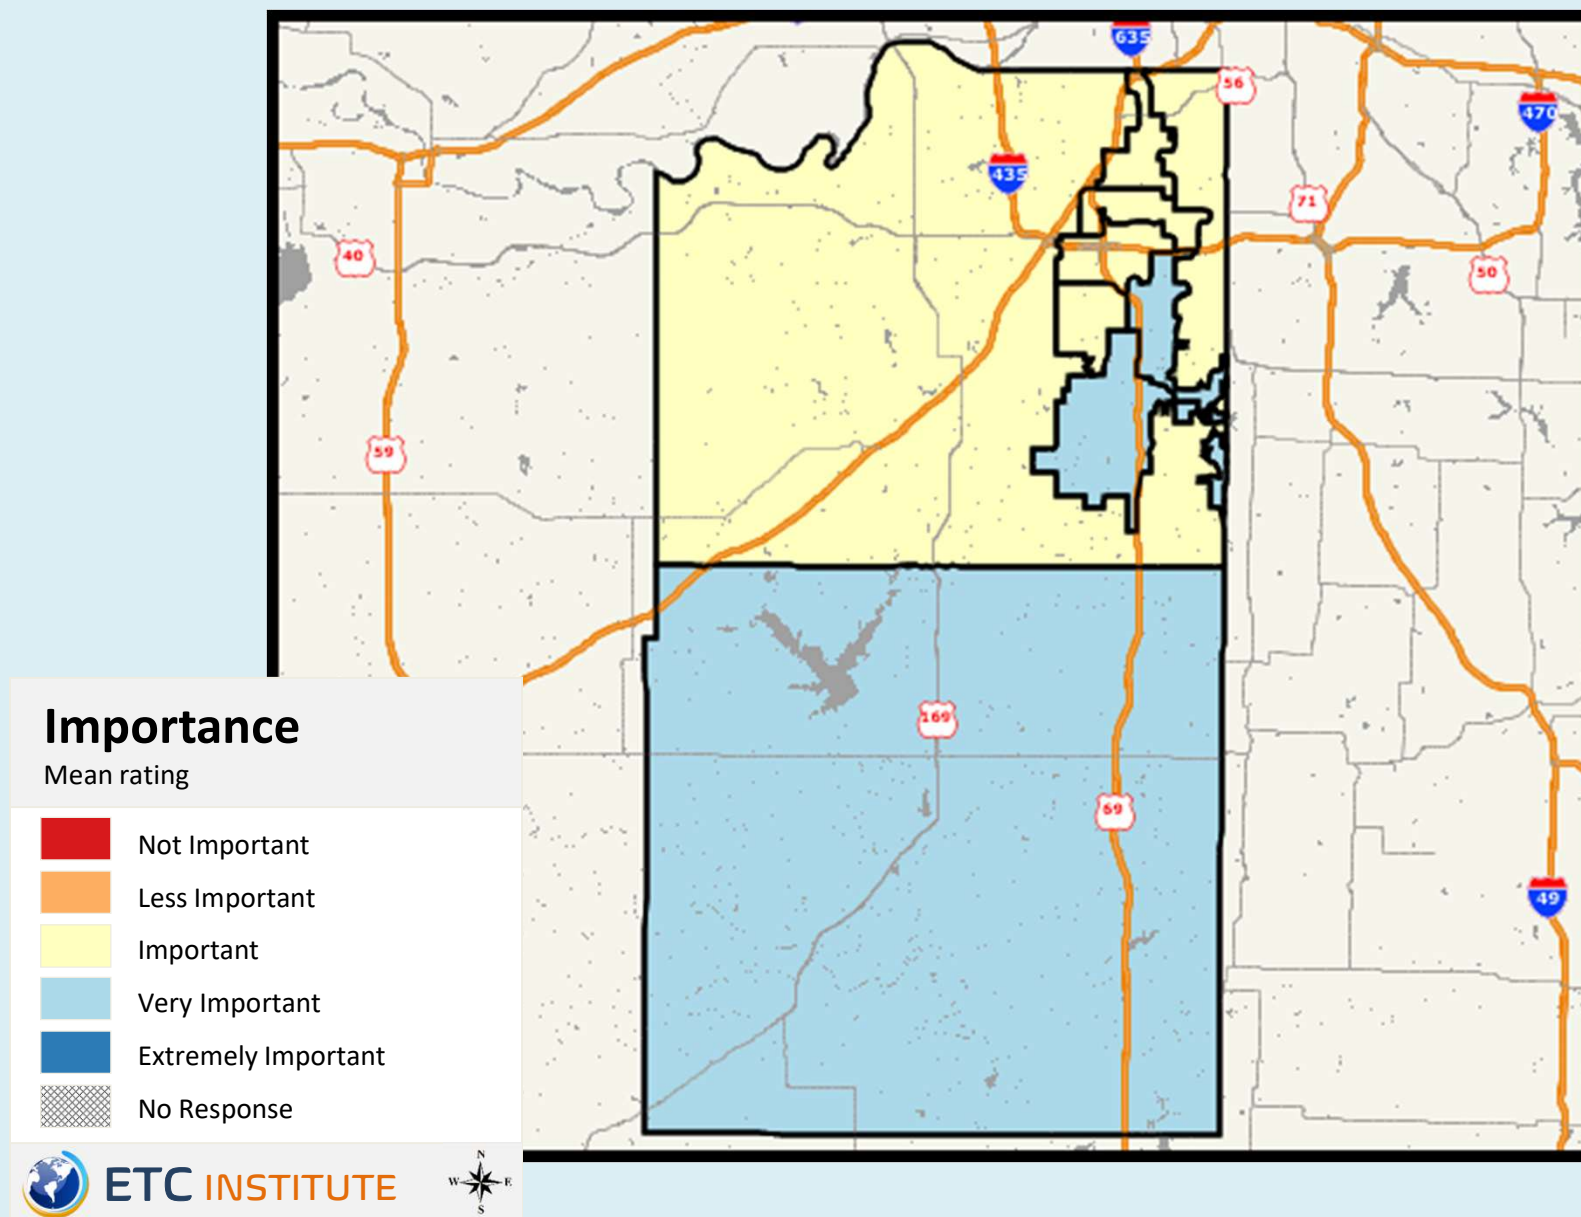 635
56
470
435
71
40
50
59
169
69
49
Importance
Mean rating
Not Important
Less Important
Important
Very Important
Extremely Important
No Response
ETC INSTITUTE
N
W E
S